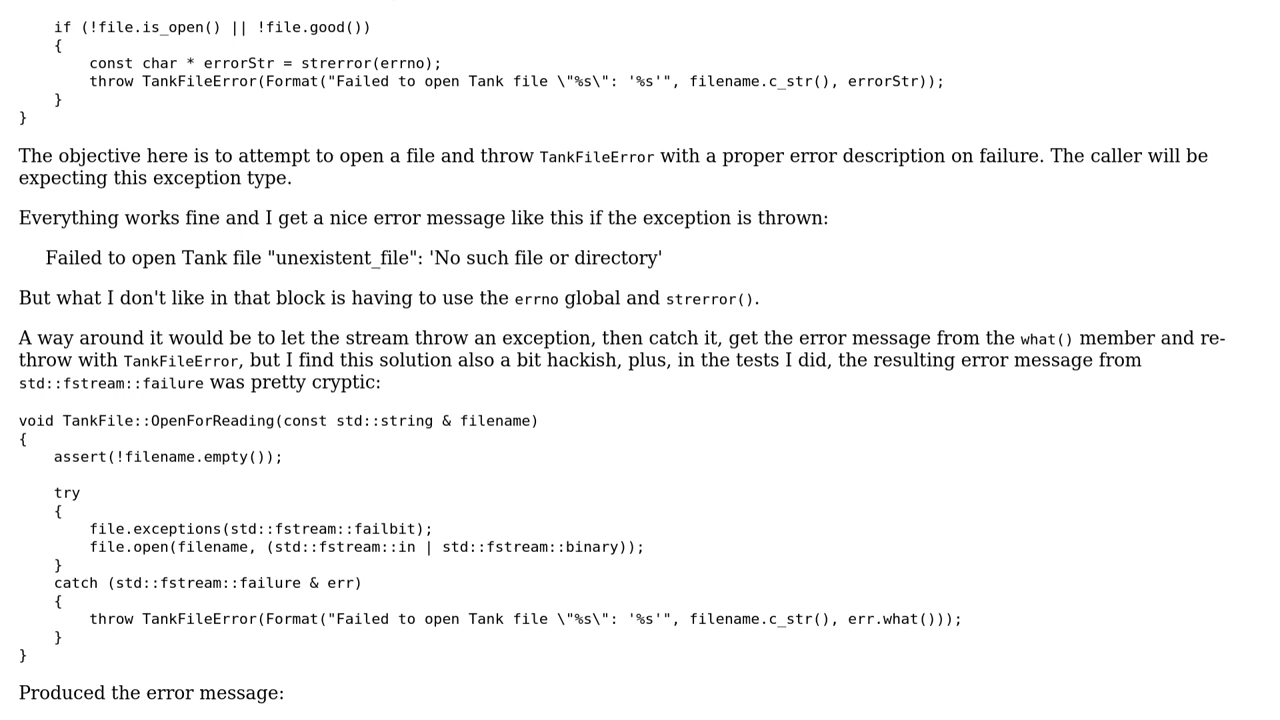 if (!file.is_open() || !file.good())
    {
        const char * errorStr = strerror(errno);
        throw TankFileError(Format("Failed to open Tank file \"%s\": '%s'", filename.c_str(), errorStr));
    }
}
The objective here is to attempt to open a file and throw TankFileError with a proper error description on failure. The caller will be
expecting this exception type.
Everything works fine and I get a nice error message like this if the exception is thrown:
Failed to open Tank file "unexistent_file": 'No such file or directory'
But what I don't like in that block is having to use the errno global and strerror().
A way around it would be to let the stream throw an exception, then catch it, get the error message from the what() member and re-
throw with TankFileError, but I find this solution also a bit hackish, plus, in the tests I did, the resulting error message from
std::fstream::failure was pretty cryptic:
void TankFile::OpenForReading(const std::string & filename)
{
    assert(!filename.empty());
    try
    {
        file.exceptions(std::fstream::failbit);
        file.open(filename, (std::fstream::in | std::fstream::binary));
    }
    catch (std::fstream::failure & err)
    {
        throw TankFileError(Format("Failed to open Tank file \"%s\": '%s'", filename.c_str(), err.what()));
    }
}
Produced the error message: